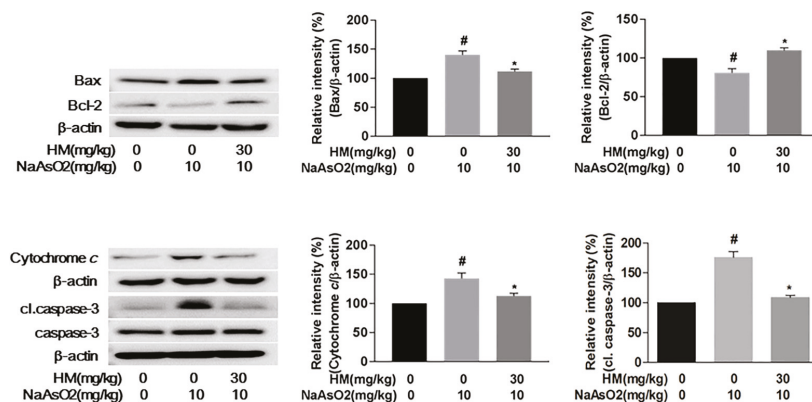 Bax
Bcl-2
β-actin
HM(mg/kg) 0 0 30
NaAsO2(mg/kg) 0 10 10
Relative intensity (%)
(Bax/β-actin)
200
150
100
50
0
#
*
HM(mg/kg) 0 0 30
NaAsO2(mg/kg) 0 10 10
Relative intensity (%)
(Bcl-2/β-actin)
150
100
50
0
#
*
HM(mg/kg) 0 0 30
NaAsO2(mg/kg) 0 10 10
Cytochrome c
β-actin
cl.caspase-3
caspase-3
β-actin
HM(mg/kg) 0 0 30
NaAsO2(mg/kg) 0 10 10
Relative intensity (%)
(Cytochrome c/β-actin)
200
150
100
50
0
#
*
HM(mg/kg) 0 0 30
NaAsO2(mg/kg) 0 10 10
Relative intensity (%)
(cl. caspase-3/β-actin)
200
150
100
50
0
#
*
HM(mg/kg) 0 0 30
NaAsO2(mg/kg) 0 10 10